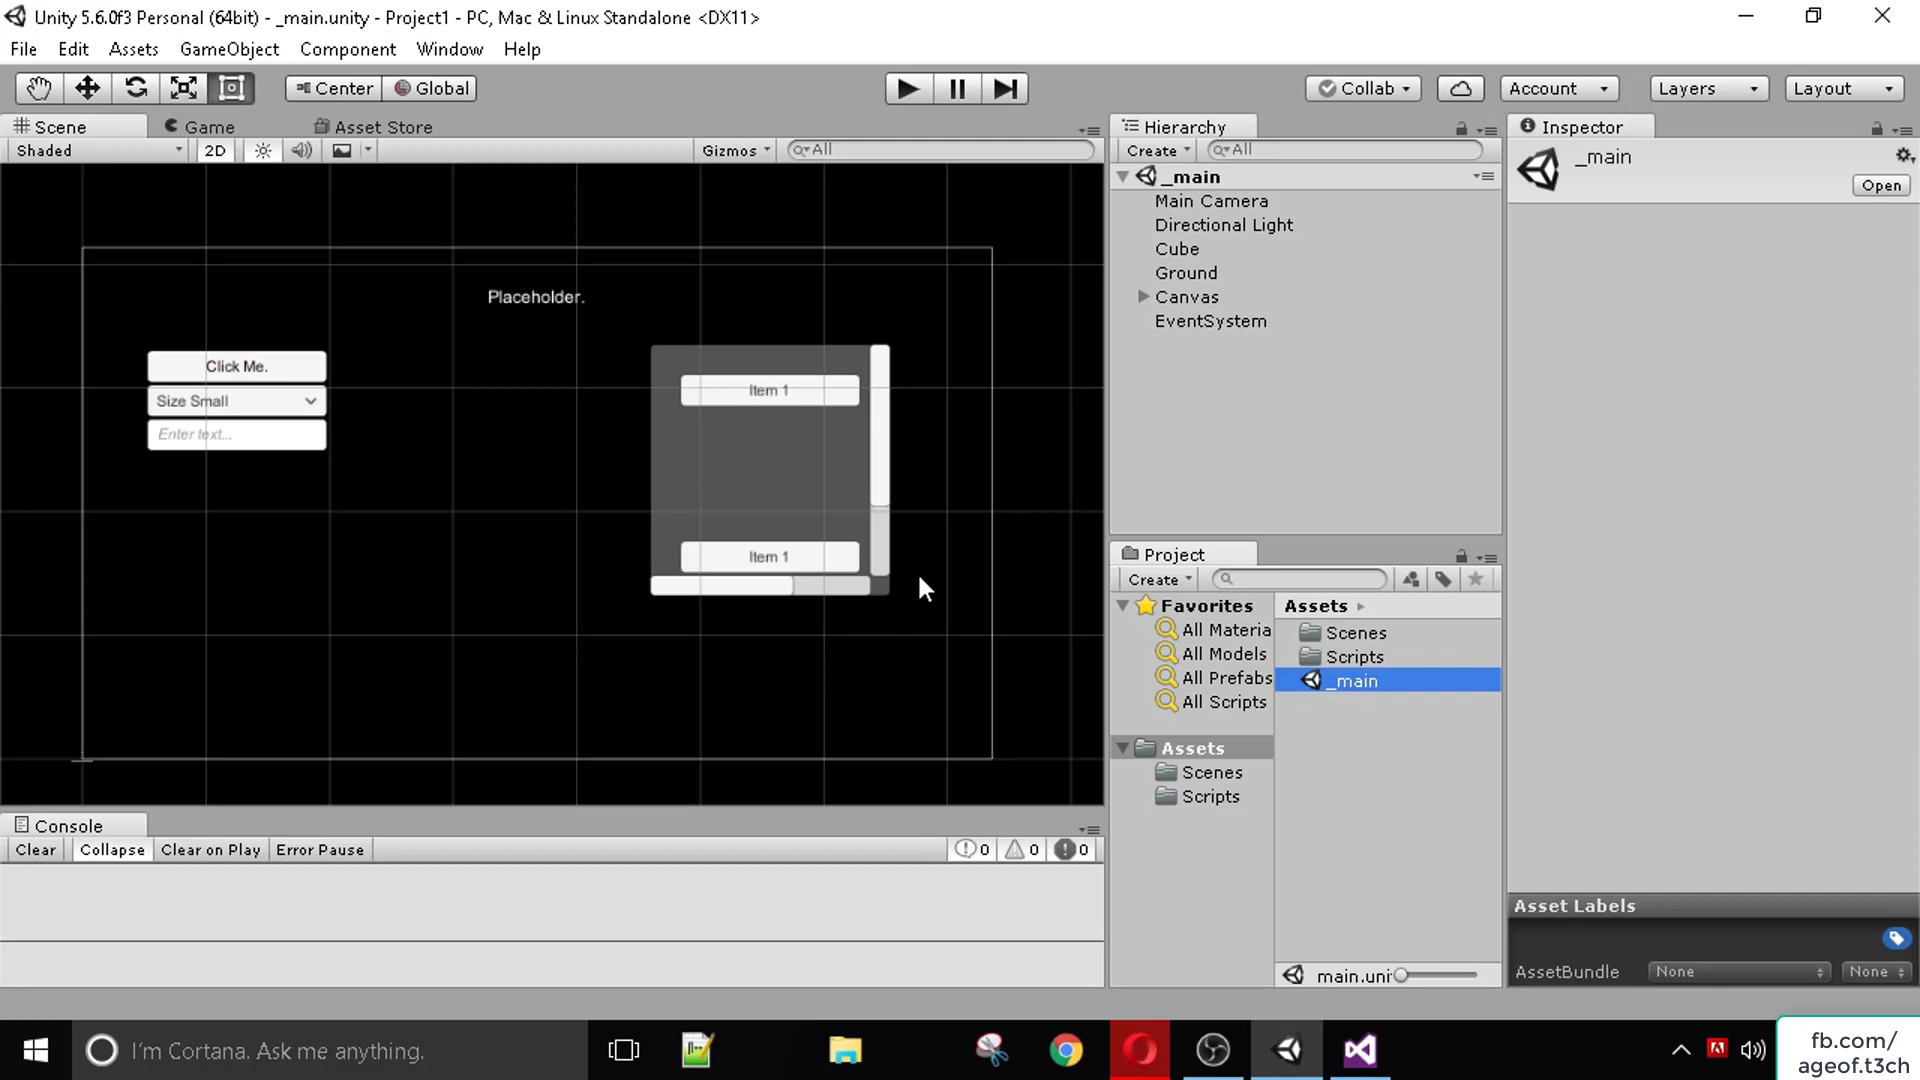 Unity 5.6.0f3 Personal (64bit) - _main.unity - Project1 - PC, Mac & Linux Standalone <DX11>
File Edit Assets GameObject Component Window Help
Center Global Collab Account Layers Layout
Scene Game Asset Store
Shaded 2D Gizmos All
Placeholder.
Click Me.
Size Small
Enter text...
Item 1
Item 1
Console
Clear Collapse Clear on Play Error Pause 0 0 0
Hierarchy
Create All
_main
Main Camera
Directional Light
Cube
Ground
Canvas
EventSystem
Project
Create
Favorites
All Materia
All Models
All Prefabs
All Scripts
Assets
Scenes
Scripts
Assets
Scenes
Scripts
_main
main.uni
Inspector
_main
Open
Asset Labels
AssetBundle None None
I'm Cortana. Ask me anything.
fb.com/
ageof.t3ch